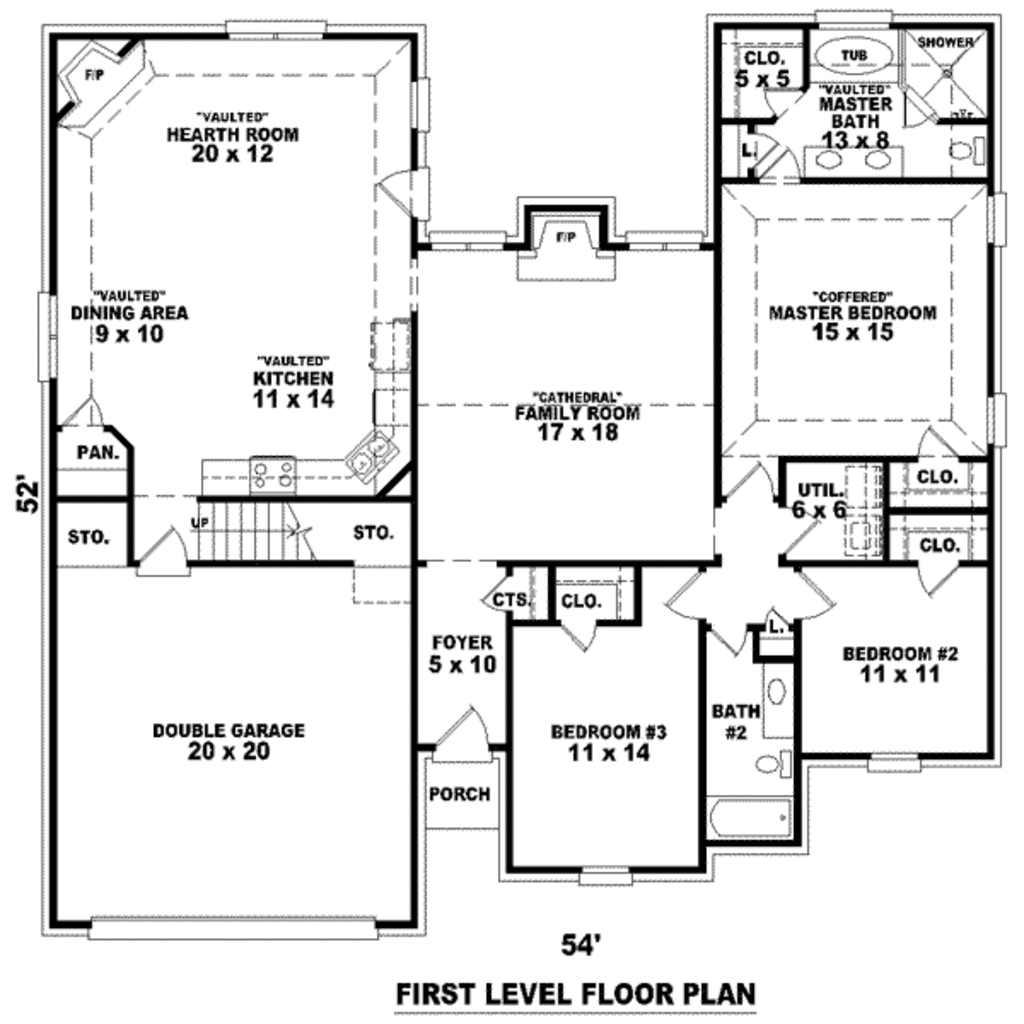 CLO.
5 x 5
TUB
SHOWER
F/P
"VAULTED"
HEARTH ROOM
20 x 12
"VAULTED"
MASTER
BATH
13 x 8
L.
F/P
"VAULTED"
DINING AREA
9 x 10
"COFFERED"
MASTER BEDROOM
15 x 15
"VAULTED"
KITCHEN
11 x 14
"CATHEDRAL"
FAMILY ROOM
17 x 18
PAN.
CLO.
52'
UTIL.
6 x 6
UP
STO.
STO.
CLO.
CTS.
CLO.
L.
FOYER
5 x 10
BEDROOM #2
11 x 11
DOUBLE GARAGE
20 x 20
BEDROOM #3
11 x 14
BATH
#2
PORCH
54'
FIRST LEVEL FLOOR PLAN